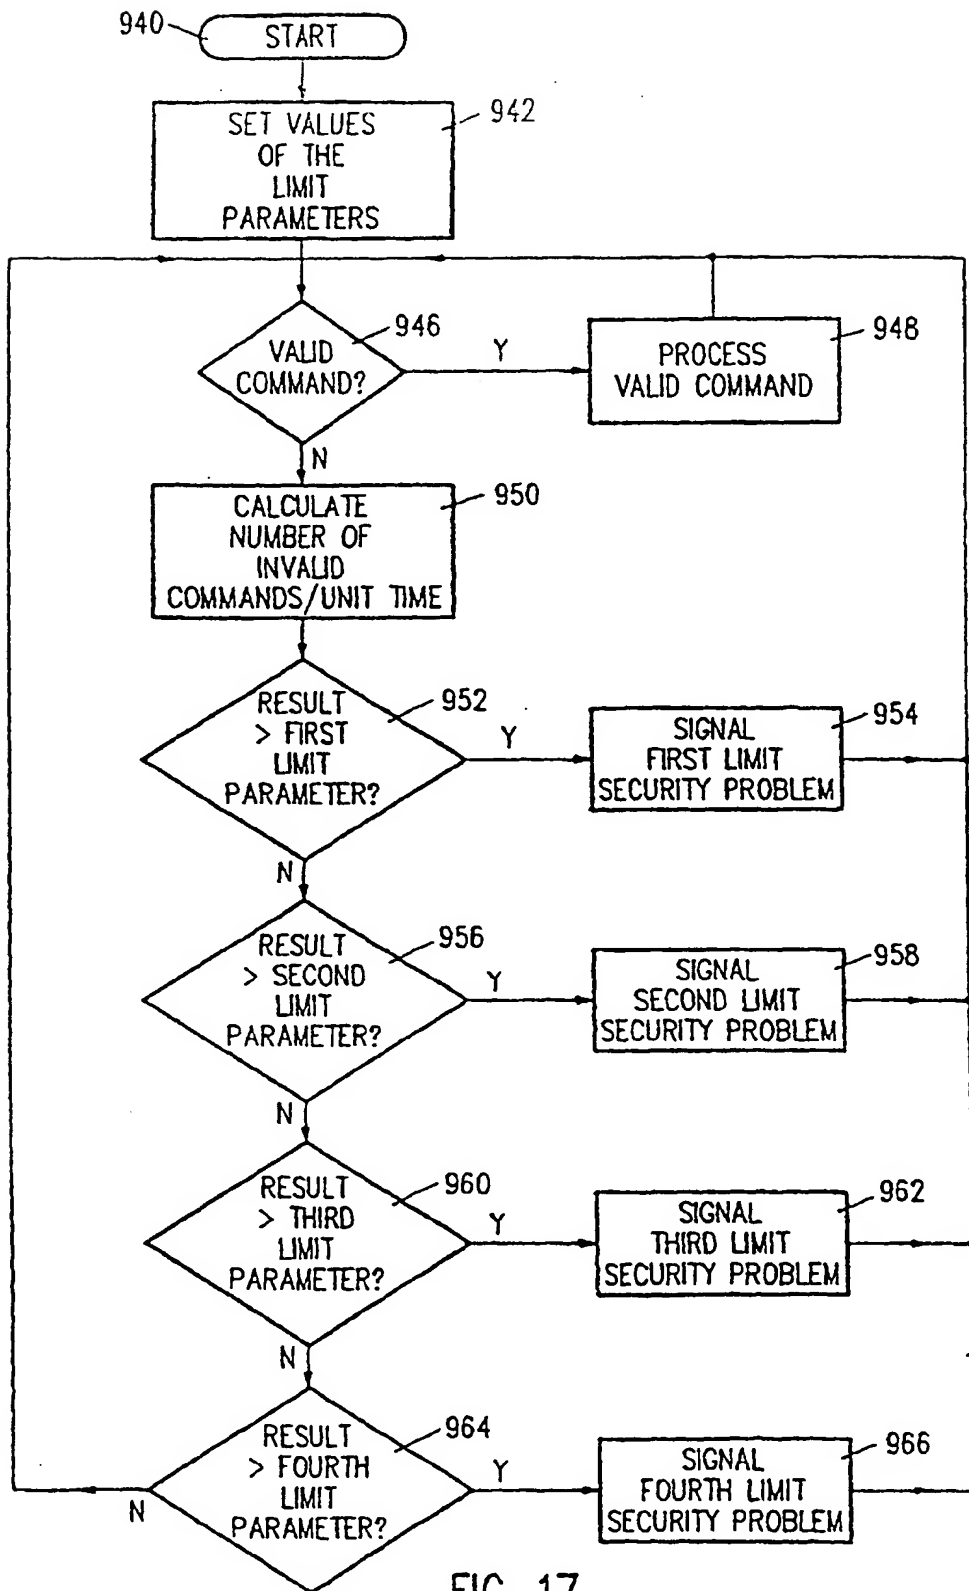 940
START
942
SET VALUES
OF THE
LIMIT
PARAMETERS
946
VALID
COMMAND?
Y
948
PROCESS
VALID COMMAND
N
950
CALCULATE
NUMBER OF
INVALID
COMMANDS/UNIT TIME
952
RESULT
> FIRST
LIMIT
PARAMETER?
Y
954
SIGNAL
FIRST LIMIT
SECURITY PROBLEM
N
956
RESULT
> SECOND
LIMIT
PARAMETER?
Y
958
SIGNAL
SECOND LIMIT
SECURITY PROBLEM
N
960
RESULT
> THIRD
LIMIT
PARAMETER?
Y
962
SIGNAL
THIRD LIMIT
SECURITY PROBLEM
N
964
RESULT
> FOURTH
LIMIT
PARAMETER?
Y
966
SIGNAL
FOURTH LIMIT
SECURITY PROBLEM
N
FIG. 17